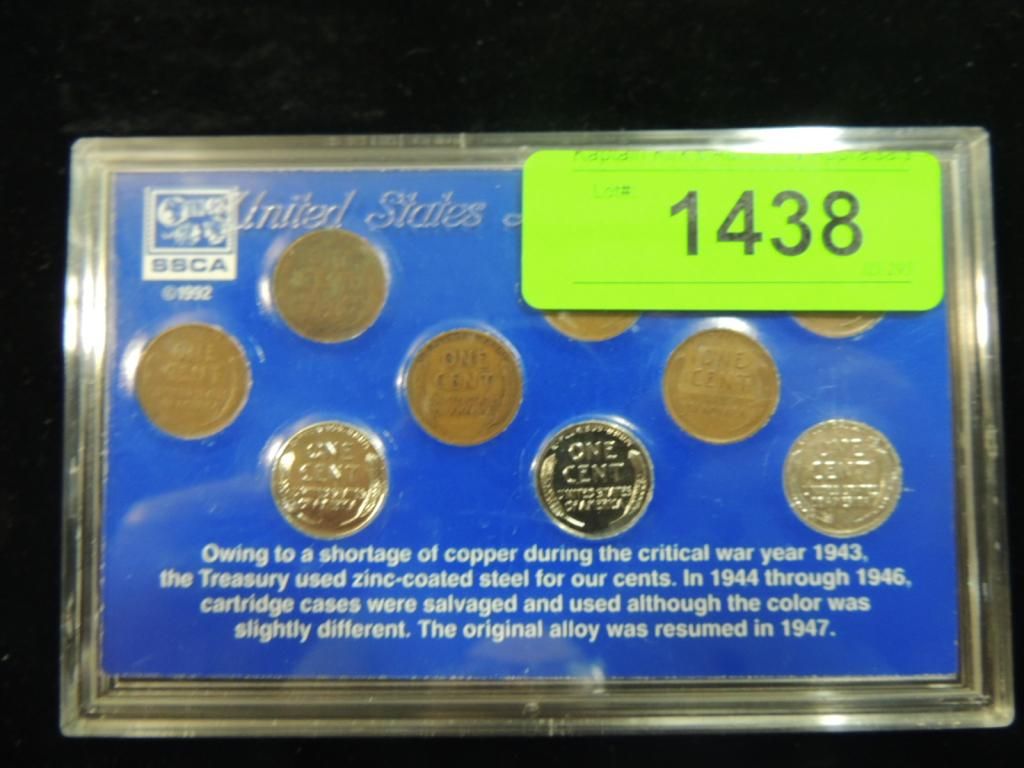 Lot#:
1438
United States
SSCA
©1992
ONE
CENT
ONE
CENT
ONE
CENT
ONE
CENT
UNITED STATES
OF AMERICA
ONE
CENT
UNITED STATES
OF AMERICA
CENT
Owing to a shortage of copper during the critical war year 1943,
the Treasury used zinc-coated steel for our cents. In 1944 through 1946,
cartridge cases were salvaged and used although the color was
slightly different. The original alloy was resumed in 1947.